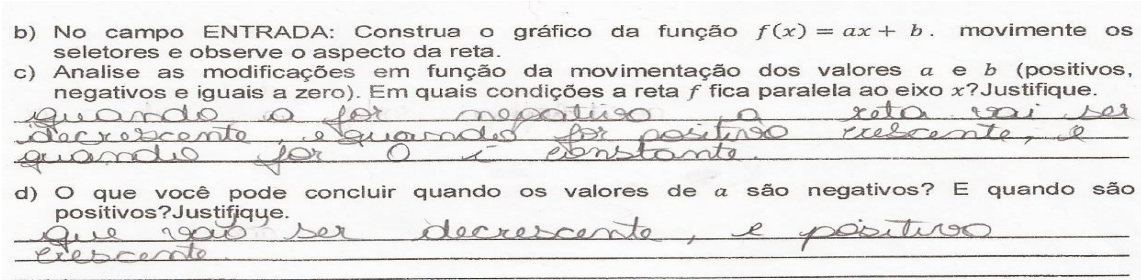 b) No campo ENTRADA: Construa o gráfico da função f(x) = ax + b. movimente os
seletores e observe o aspecto da reta.
c) Analise as modificações em função da movimentação dos valores a e b (positivos,
negativos e iguais a zero). Em quais condições a reta f fica paralela ao eixo x?Justifique.
quando a for negativo a reta vai ser
decrescente, e quando for positivo crescente, e
quando for 0 é constante.
d) O que você pode concluir quando os valores de a são negativos? E quando são
positivos?Justifique.
que vão ser decrescente, e positivo
crescente.